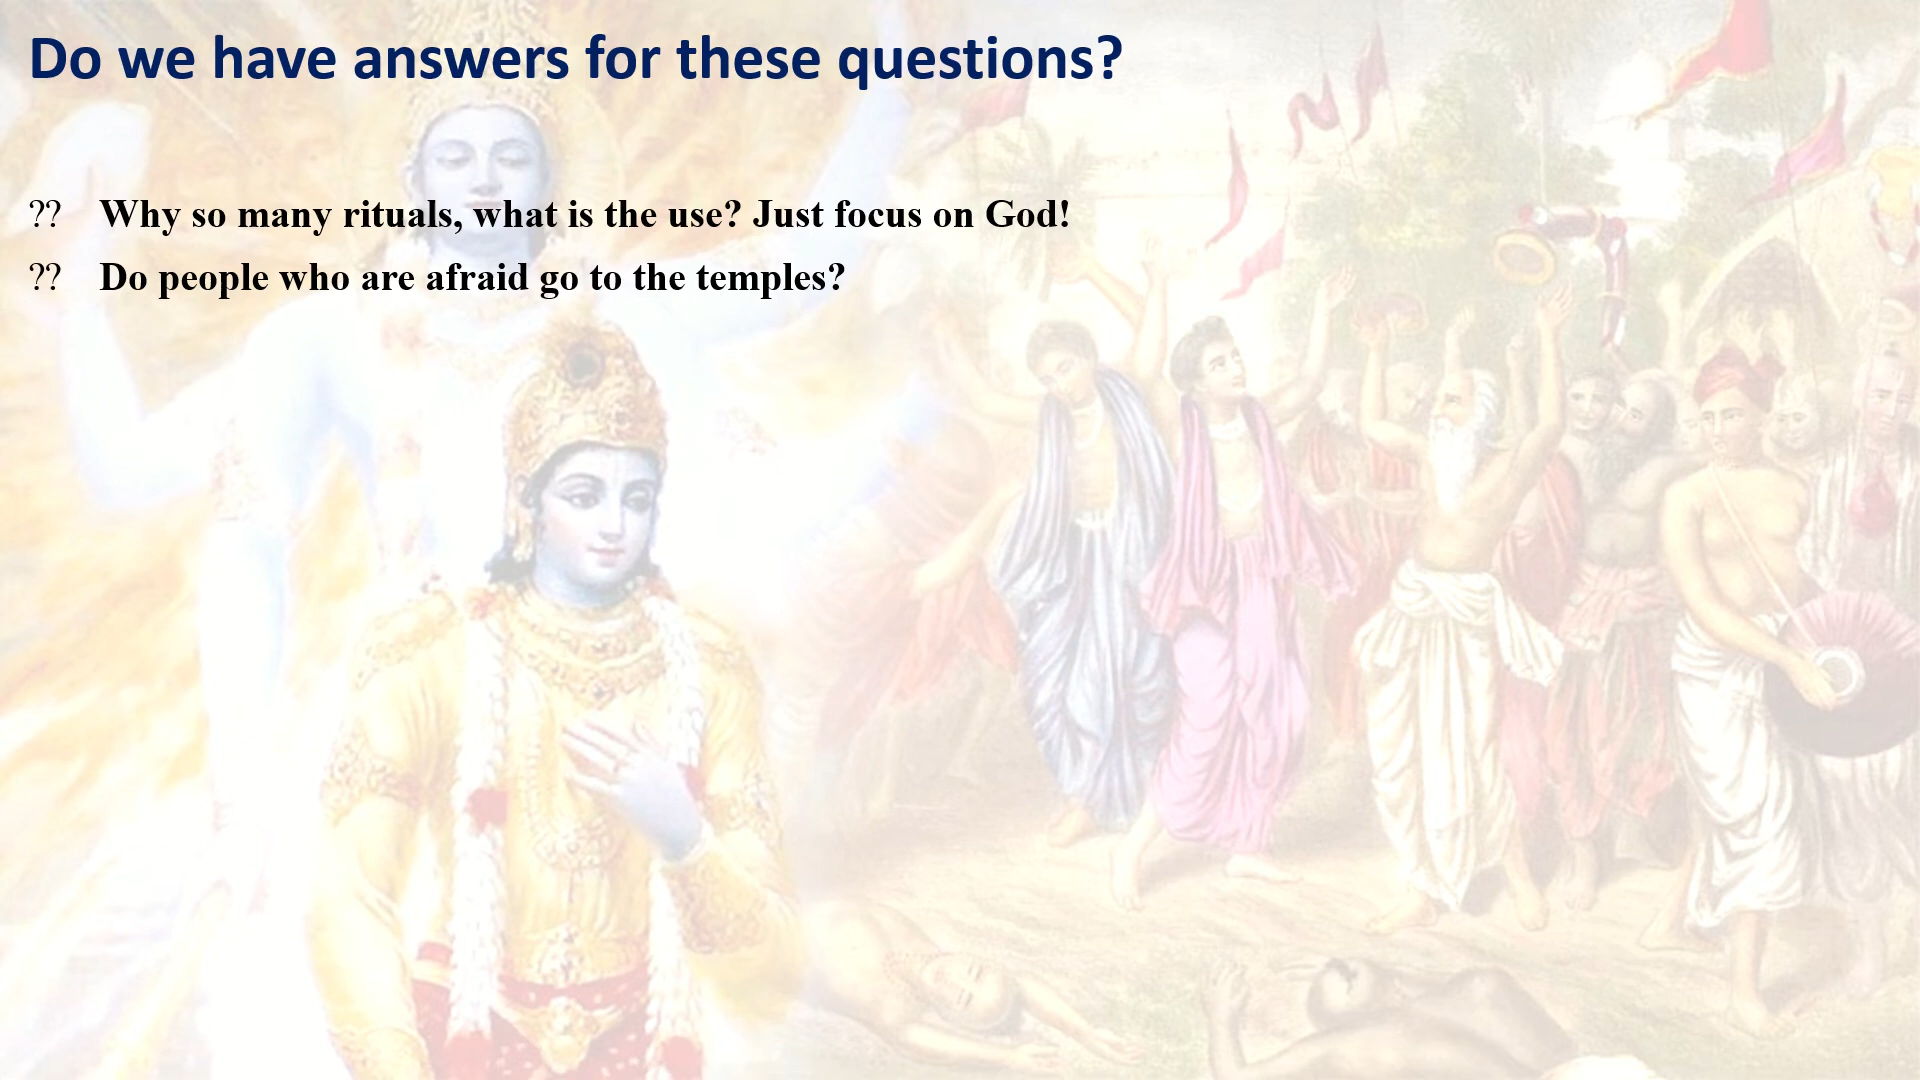 Do we have answers for these questions?
?? Why so many rituals, what is the use? Just focus on God!
?? Do people who are afraid go to the temples?